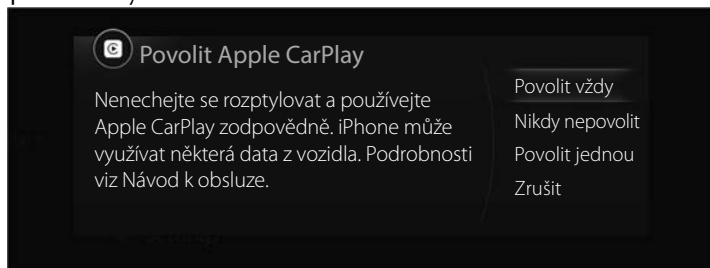 Povolit Apple CarPlay
Nenechejte se rozptylovat a používejte
Apple CarPlay zodpovědně. iPhone může
využívat některá data z vozidla. Podrobnosti
viz Návod k obsluze.
Povolit vždy
Nikdy nepovolit
Povolit jednou
Zrušit